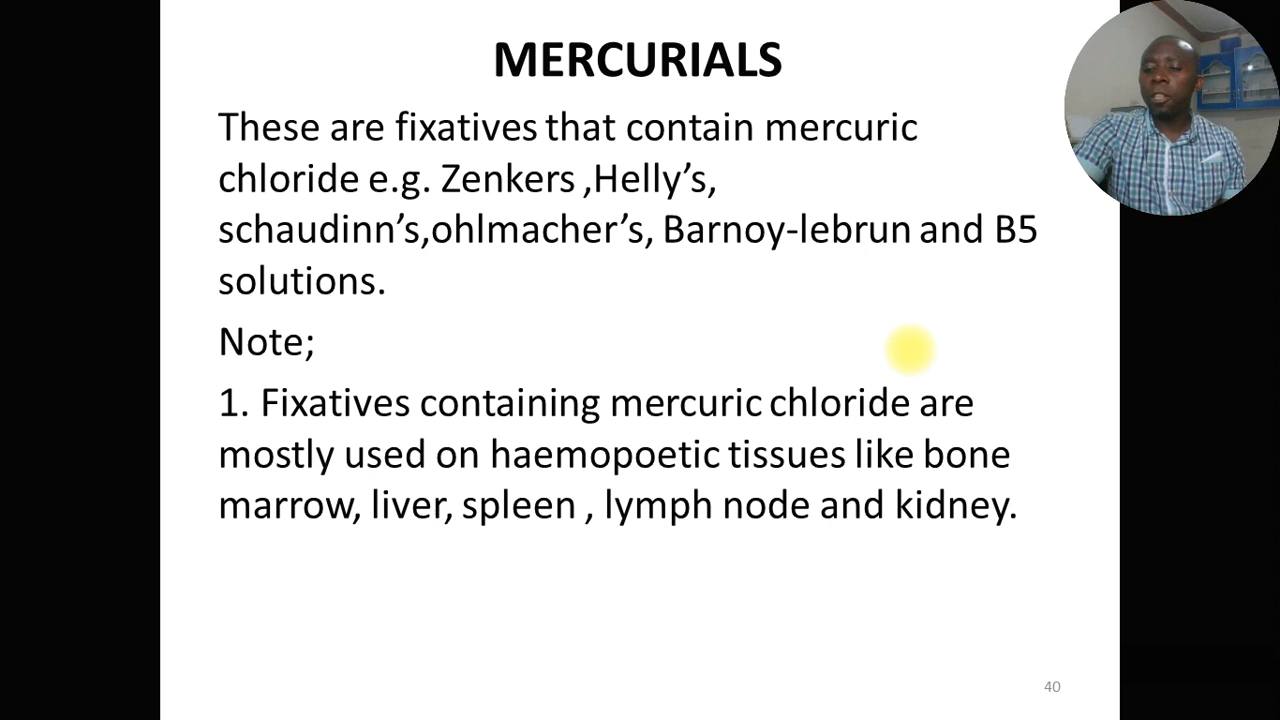 MERCURIALS
These are fixatives that contain mercuric
chloride e.g. Zenkers ,Helly’s,
schaudinn’s,ohlmacher’s, Barnoy-lebrun and B5
solutions.
Note;
1. Fixatives containing mercuric chloride are
mostly used on haemopoetic tissues like bone
marrow, liver, spleen , lymph node and kidney.
40